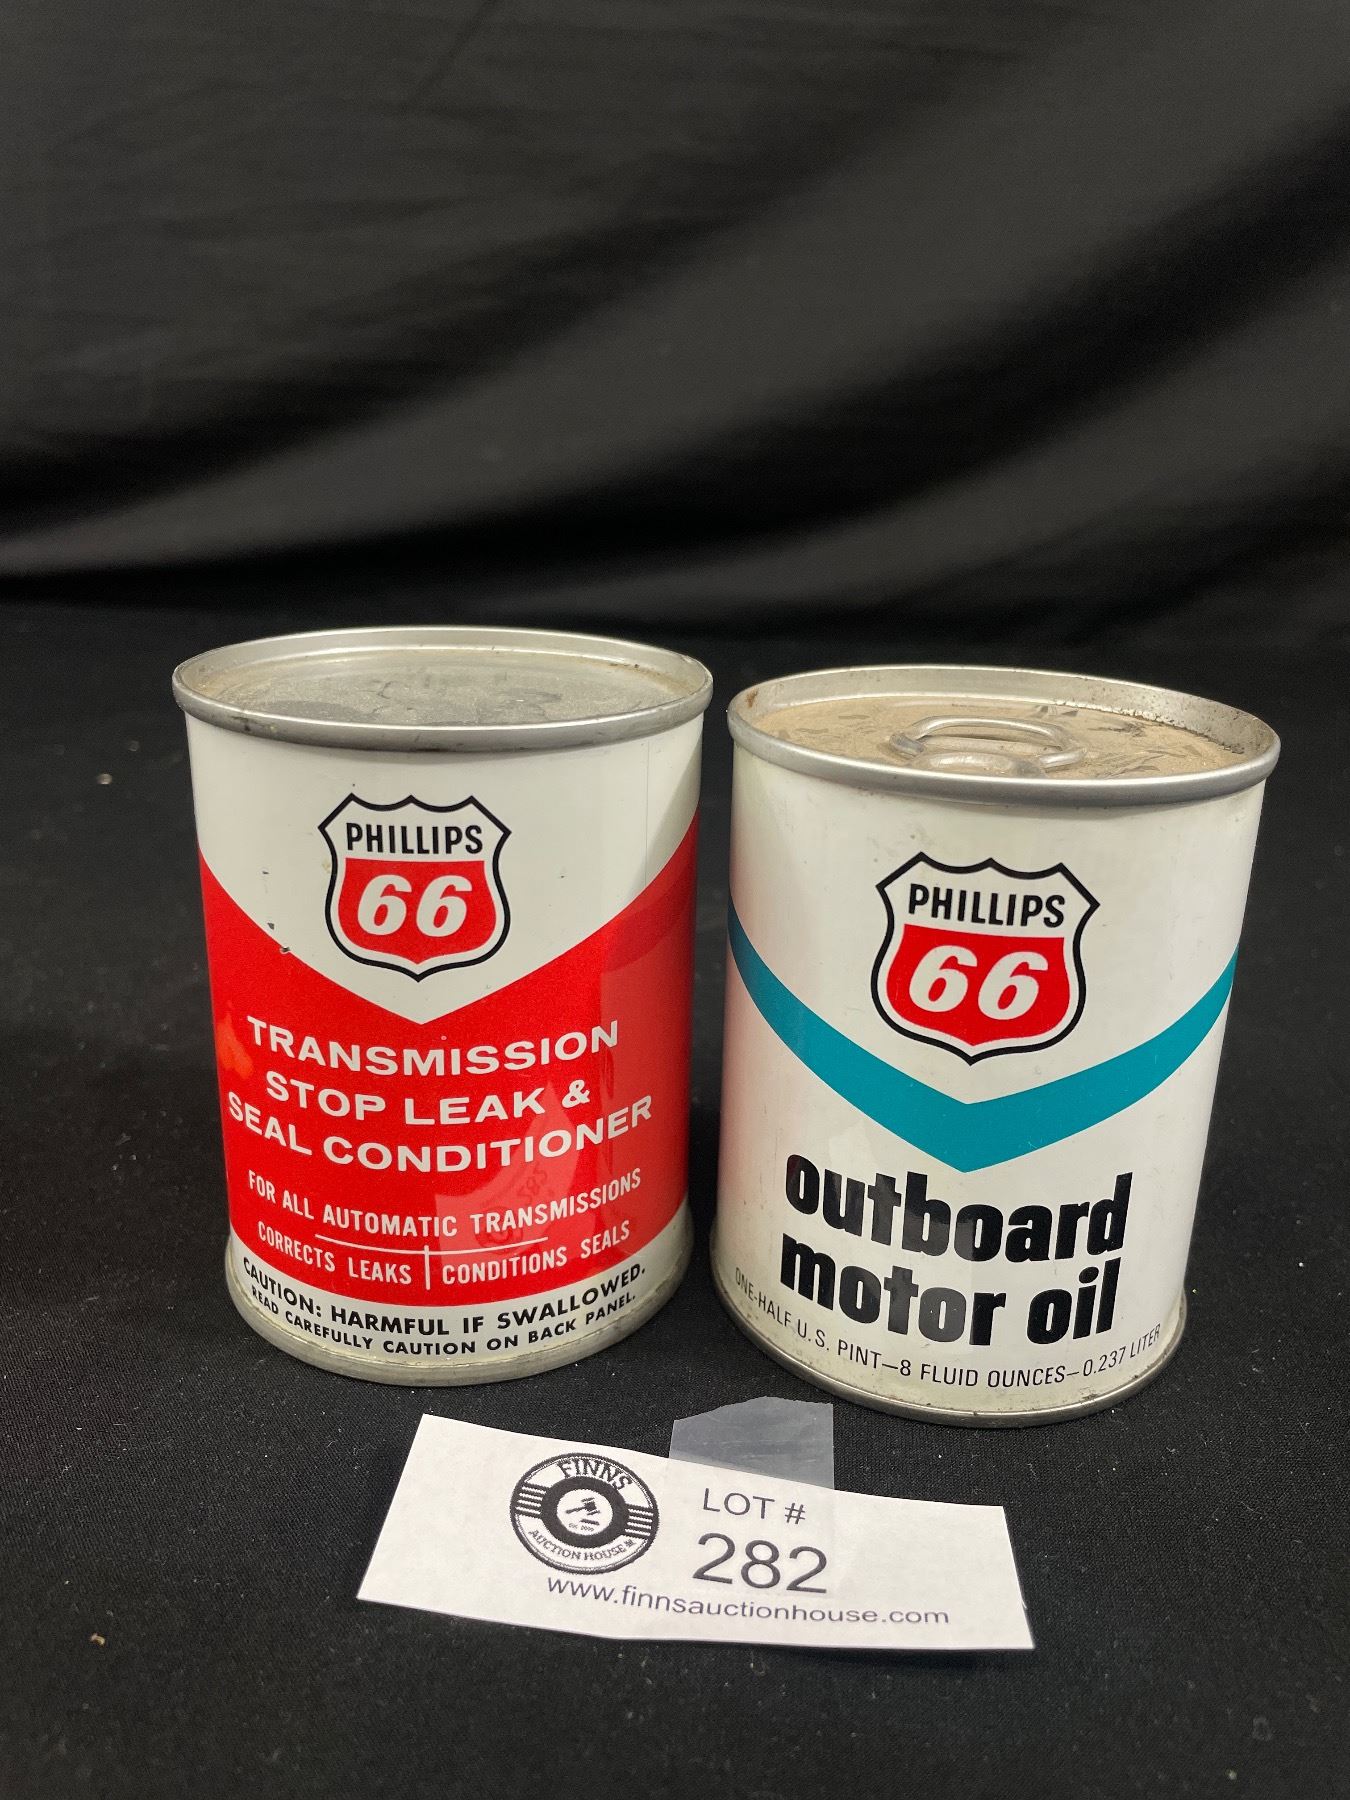 PHILLIPS
66
TRANSMISSION
STOP LEAK &
SEAL CONDITIONER
FOR ALL AUTOMATIC TRANSMISSIONS
CORRECTS LEAKS | CONDITIONS SEALS
CAUTION: HARMFUL IF SWALLOWED.
READ CAREFULLY CAUTION ON BACK PANEL.
PHILLIPS
66
outboard
motor oil
ONE-HALF U.S. PINT—8 FLUID OUNCES—0.237 LITER
FINNS
AUCTION HOUSE
LOT #
282
www.finnsauctionhouse.com